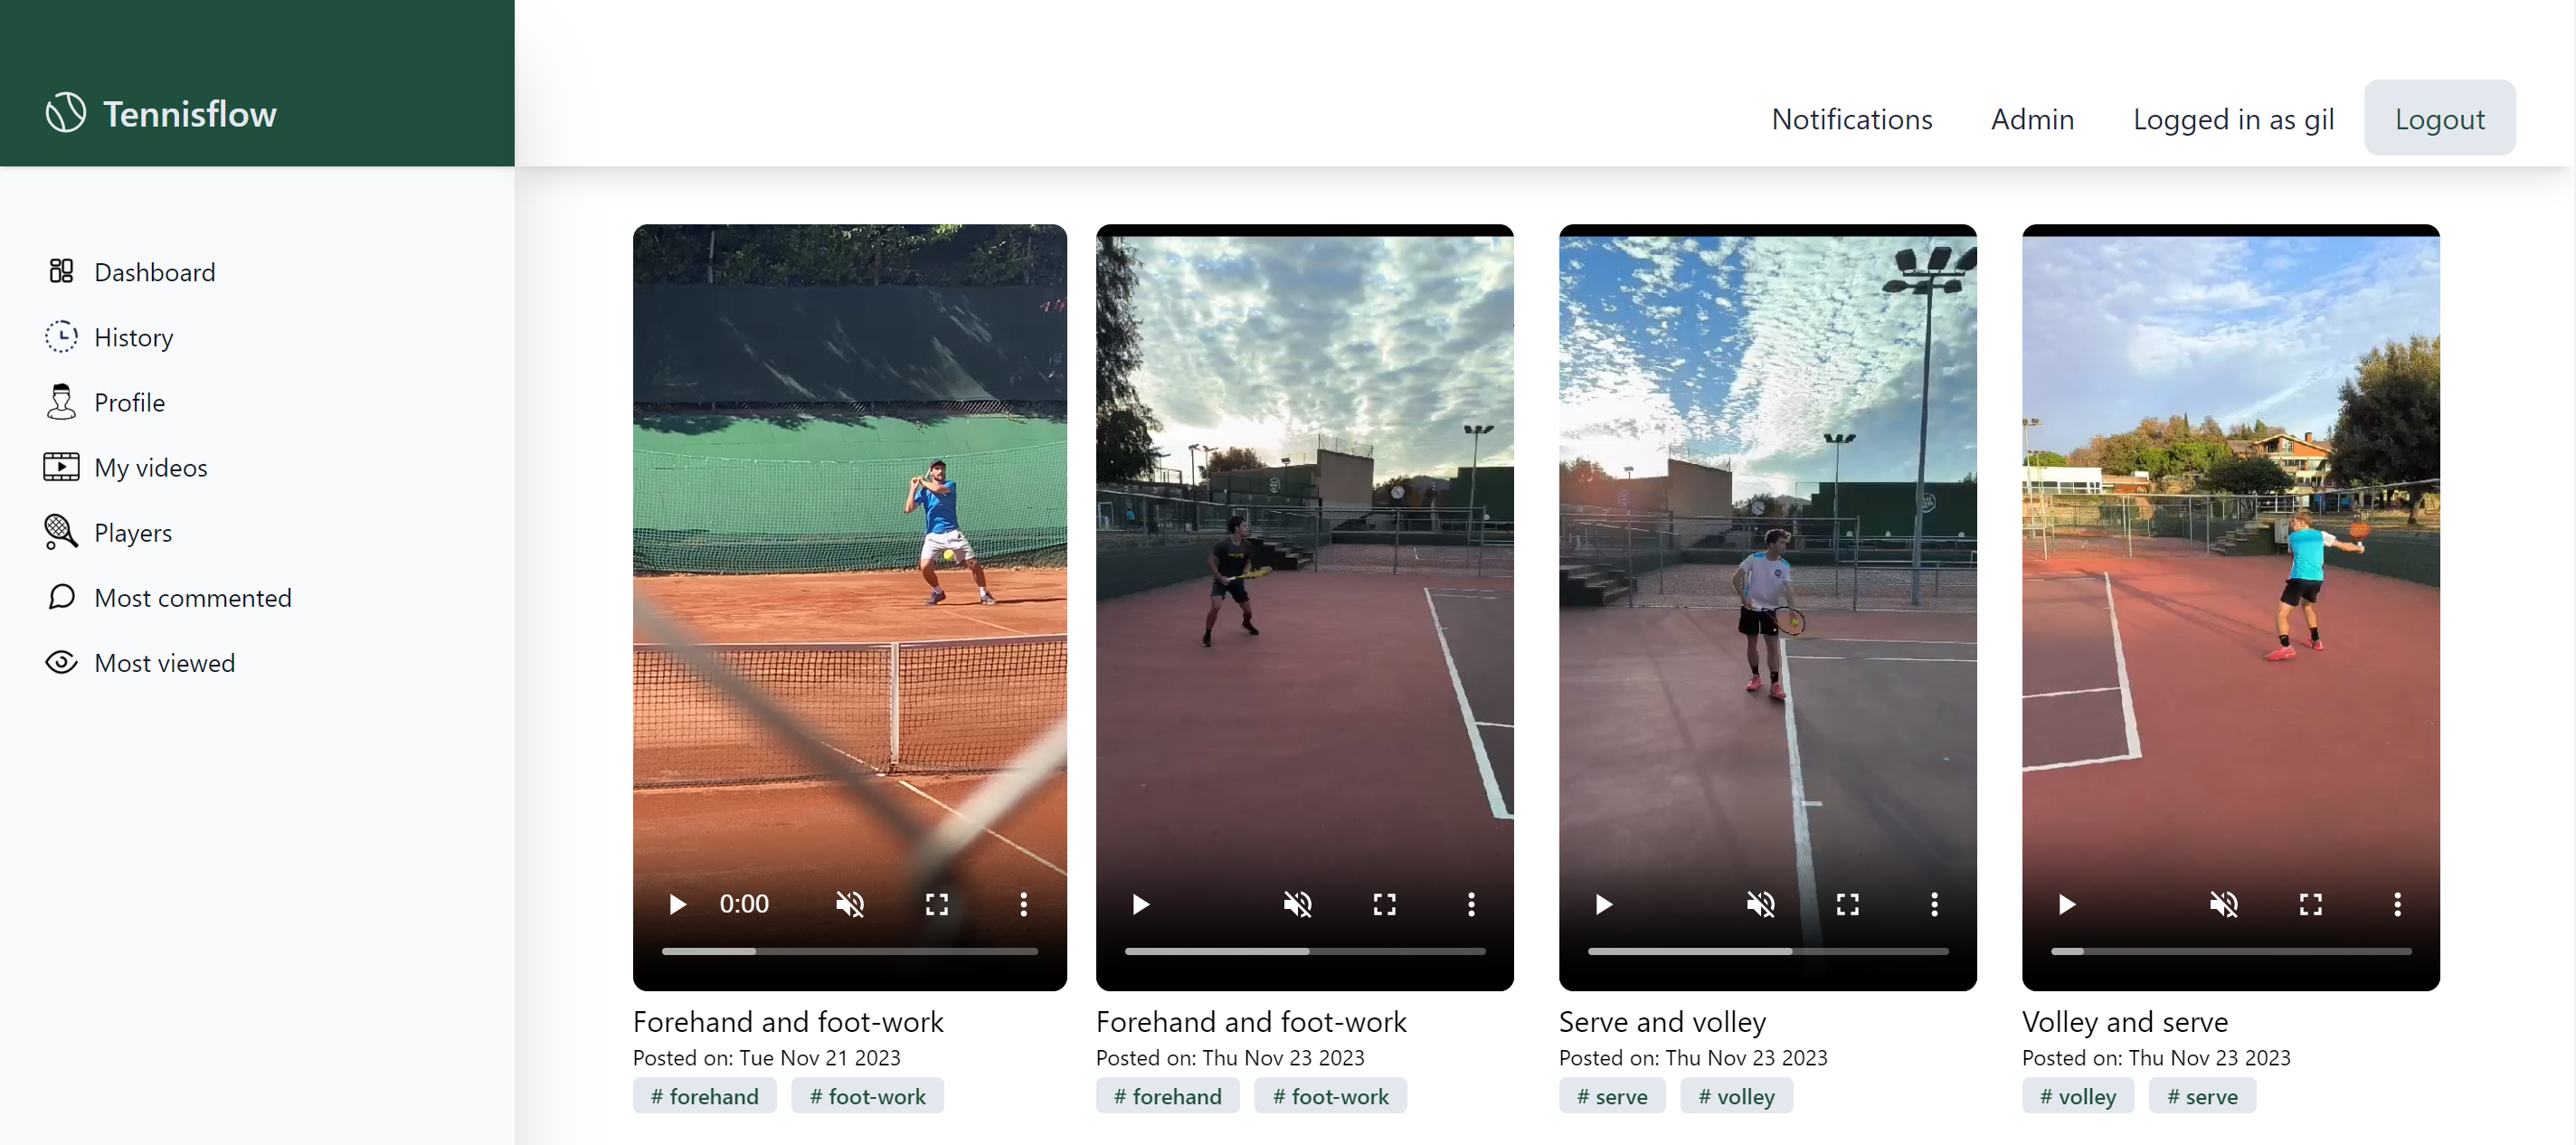 Tennisflow
Notifications
Admin
Logged in as gil
Logout
Dashboard
History
Profile
My videos
Players
Most commented
Most viewed
0:00
Forehand and foot-work
Posted on: Tue Nov 21 2023
# forehand
# foot-work
Forehand and foot-work
Posted on: Thu Nov 23 2023
# forehand
# foot-work
Serve and volley
Posted on: Thu Nov 23 2023
# serve
# volley
Volley and serve
Posted on: Thu Nov 23 2023
# volley
# serve